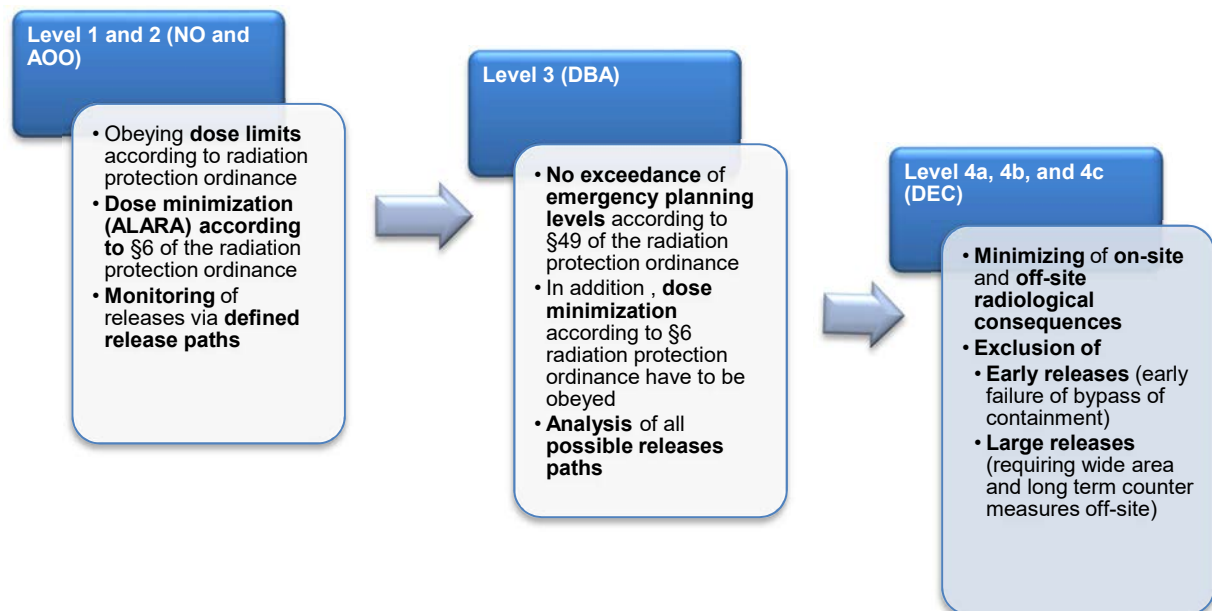 Level 1 and 2 (NO and
AOO)
• Obeying dose limits
according to radiation
protection ordinance
• Dose minimization
(ALARA) according
to §6 of the radiation
protection ordinance
• Monitoring of
releases via defined
release paths
Level 3 (DBA)
• No exceedance of
emergency planning
levels according to
§49 of the radiation
protection ordinance
• In addition , dose
minimization
according to §6
radiation protection
ordinance have to be
obeyed
• Analysis of all
possible releases
paths
Level 4a, 4b, and 4c
(DEC)
• Minimizing of on-site
and off-site
radiological
consequences
• Exclusion of
• Early releases (early
failure of bypass of
containment)
• Large releases
(requiring wide area
and long term counter
measures off-site)